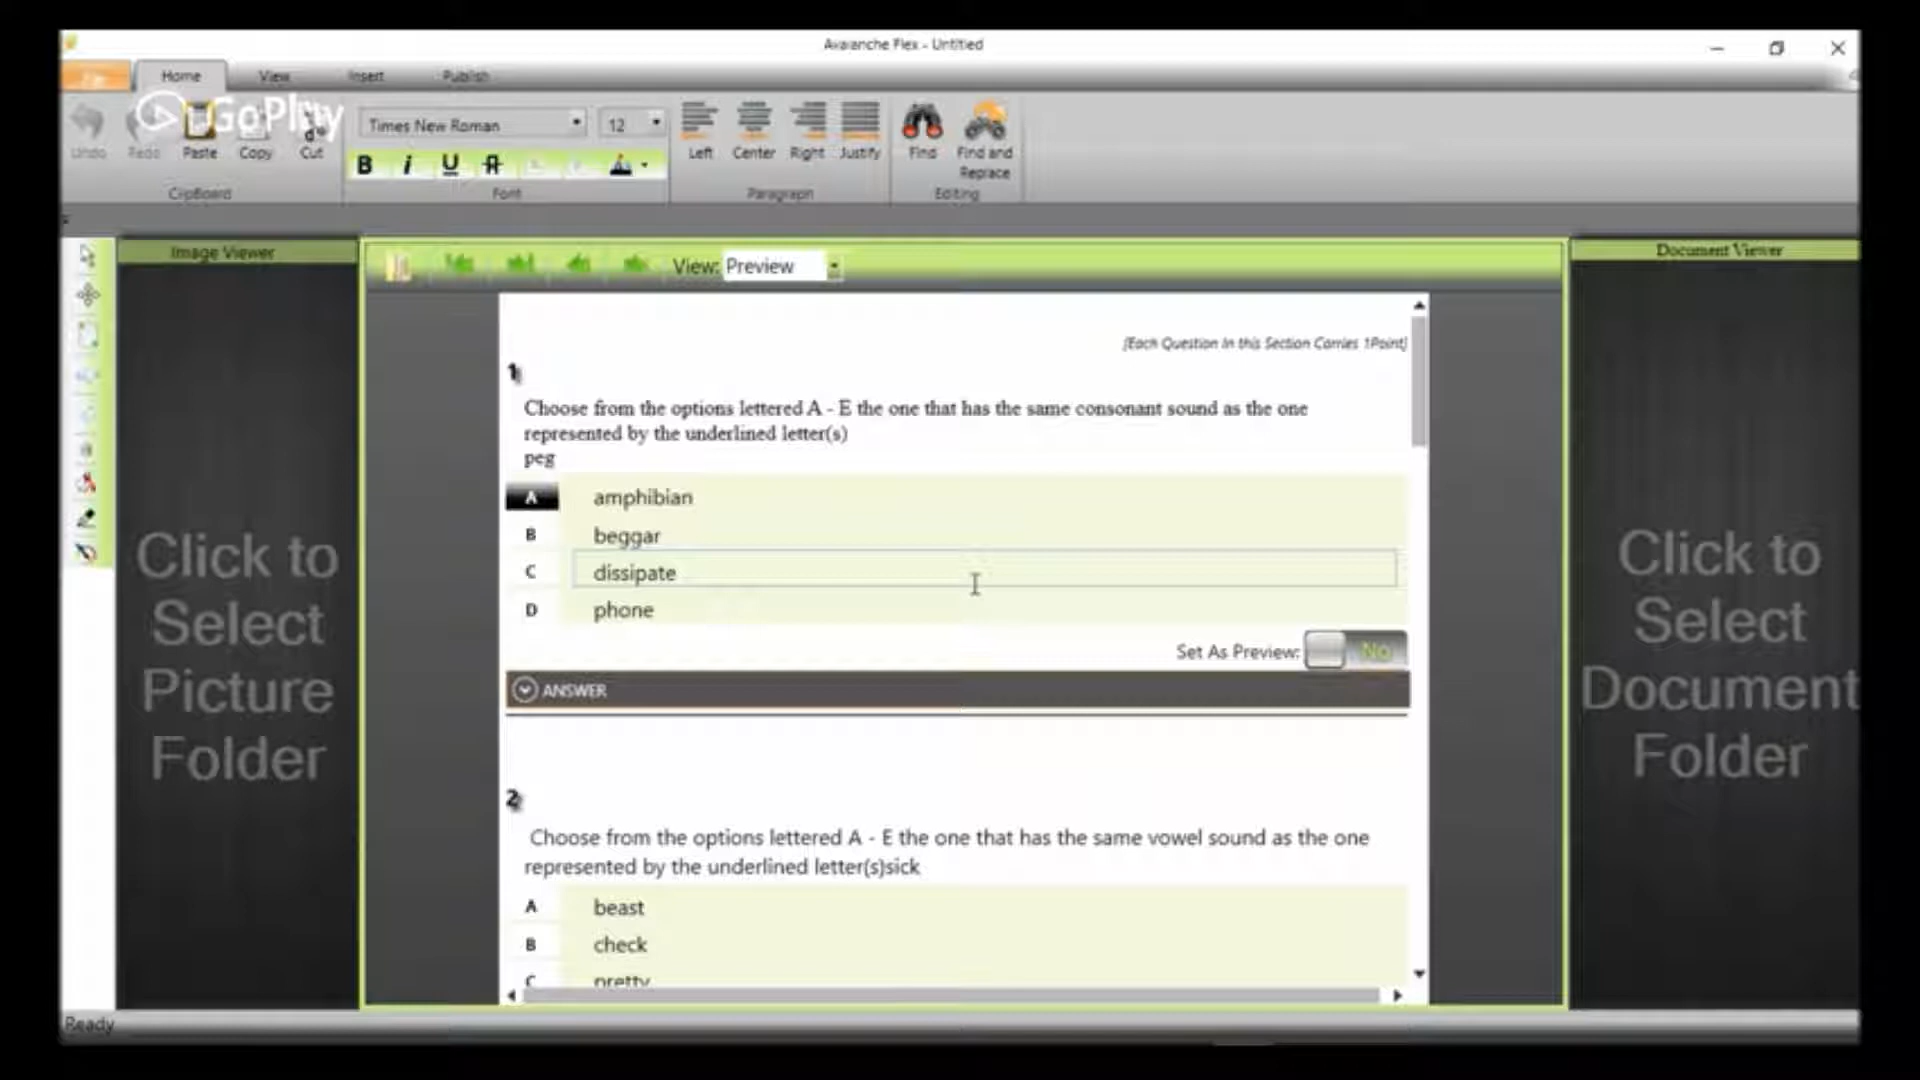 Avalanche Flex - Untitled
File
Home
View
Insert
Publish
uGoPlay
Undo
Redo
Paste
Copy
Cut
ClipBoard
Times New Roman
12
B
i
U
Font
Left
Center
Right
Justify
Paragraph
Find
Find and
Replace
Editing
Image Viewer
View: Preview
Document Viewer
Click to
Select
Picture
Folder
[Each Question In this Section Carries 1Point]
1
Choose from the options lettered A - E the one that has the same consonant sound as the one
represented by the underlined letter(s)
peg
A amphibian
B beggar
C dissipate
D phone
Set As Preview: No
ANSWER
2
Choose from the options lettered A - E the one that has the same vowel sound as the one
represented by the underlined letter(s)sick
A beast
B check
C pretty
Click to
Select
Document
Folder
Ready